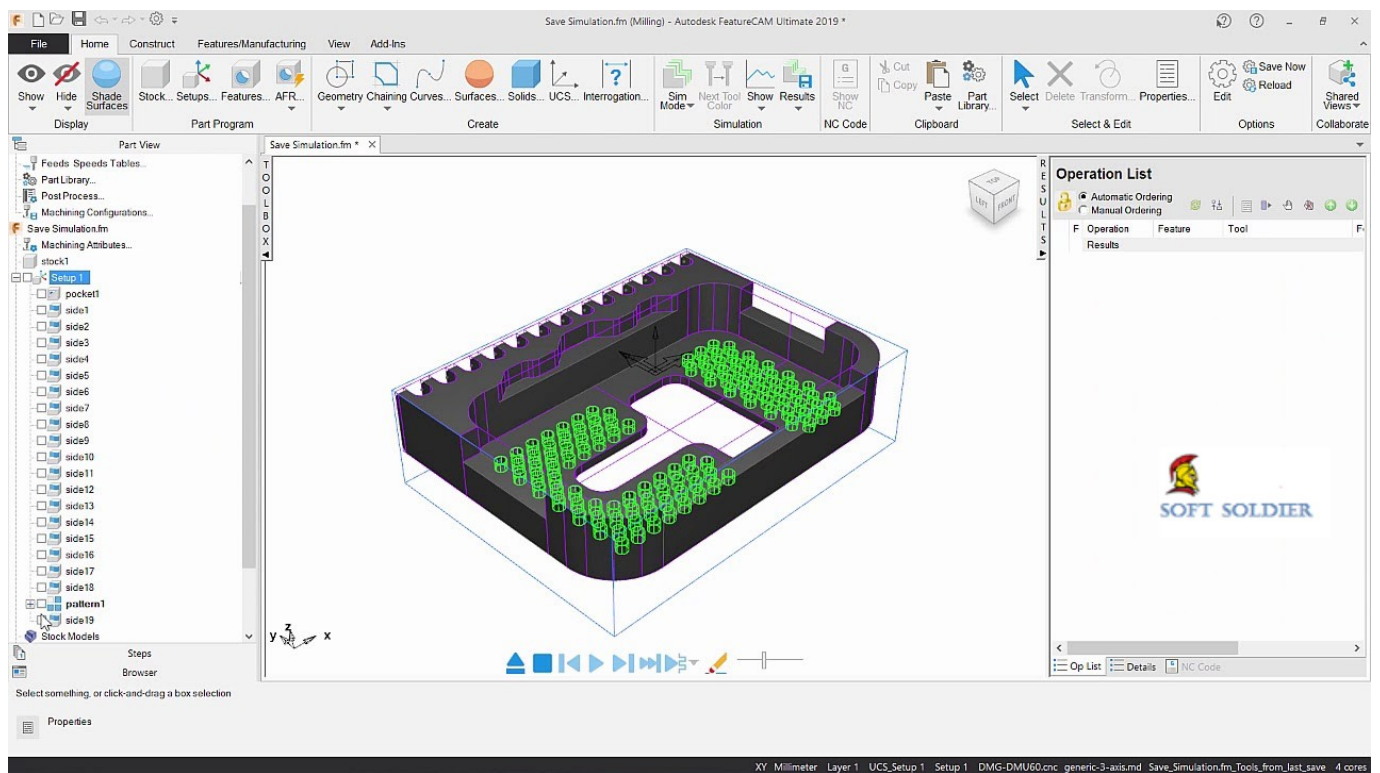 Save Simulation.fm (Milling) - Autodesk FeatureCAM Ultimate 2019 *
File Home Construct Features/Manufacturing View Add-Ins
Show Hide Shade Surfaces Stock... Setups... Features... AFR... Geometry Chaining Curves... Surfaces... Solids... UCS... Interrogation... Sim Mode Next Tool Color Show Results Show NC Cut Copy Paste Part Library... Select Delete Transform... Properties... Edit Save Now Reload Shared Views
Display Part Program Create Simulation NC Code Clipboard Select & Edit Options Collaborate
Part View
Save Simulation.fm *
Feeds Speeds Tables...
Part Library...
Post Process...
Machining Configurations...
Save Simulation.fm
Machining Attributes...
stock1
Setup 1
pocket1
side1
side2
side3
side4
side5
side6
side7
side8
side9
side10
side11
side12
side13
side14
side15
side16
side17
side18
pattern1
side19
Stock Models
Steps
Browser
TOOLBOX
TOP
LEFT FRONT
z
y x
RESULTS
Operation List
Automatic Ordering
Manual Ordering
F Operation Feature Tool
Results
SOFT SOLDIER
Op List Details NC Code
Select something, or click-and-drag a box selection
Properties
XY Millimeter Layer 1 UCS_Setup 1 Setup 1 DMG-DMU60.cnc generic-3-axis.md Save_Simulation.fm_Tools_from_last_save 4 cores